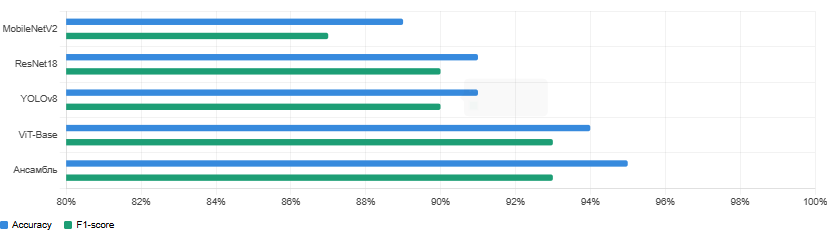 MobileNetV2
ResNet18
YOLOv8
ViT-Base
Ансамбль
80% 82% 84% 86% 88% 90% 92% 94% 96% 98% 100%
Accuracy F1-score